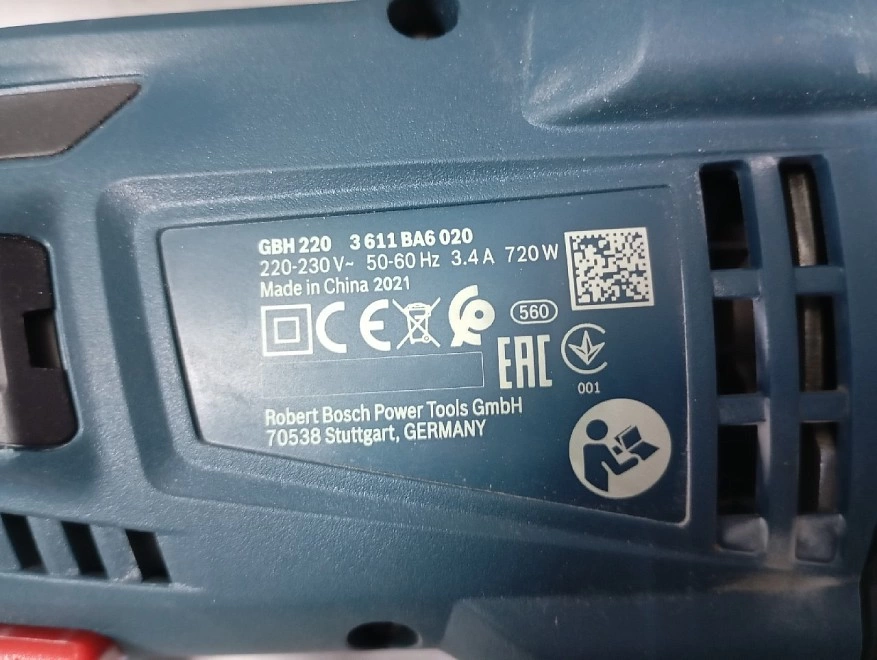 GBH 220 3 611 BA6 020
220-230 V~ 50-60 Hz 3.4 A 720 W
Made in China 2021
CE
560
EAC
001
Robert Bosch Power Tools GmbH
70538 Stuttgart, GERMANY